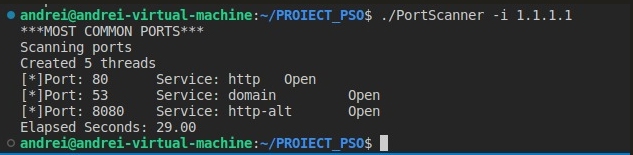 andrei@andrei-virtual-machine:~/PROIECT_PSO$ ./PortScanner -i 1.1.1.1
***MOST COMMON PORTS***
Scanning ports
Created 5 threads
[*]Port: 80 Service: http Open
[*]Port: 53 Service: domain Open
[*]Port: 8080 Service: http-alt Open
Elapsed Seconds: 29.00
andrei@andrei-virtual-machine:~/PROIECT_PSO$